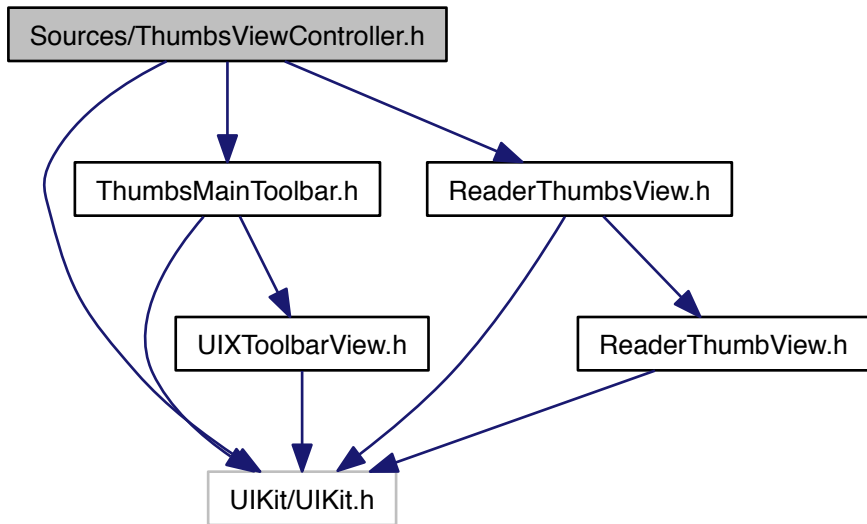 Sources/ThumbsViewController.h
ThumbsMainToolbar.h
ReaderThumbsView.h
UIXToolbarView.h
ReaderThumbView.h
UIKit/UIKit.h